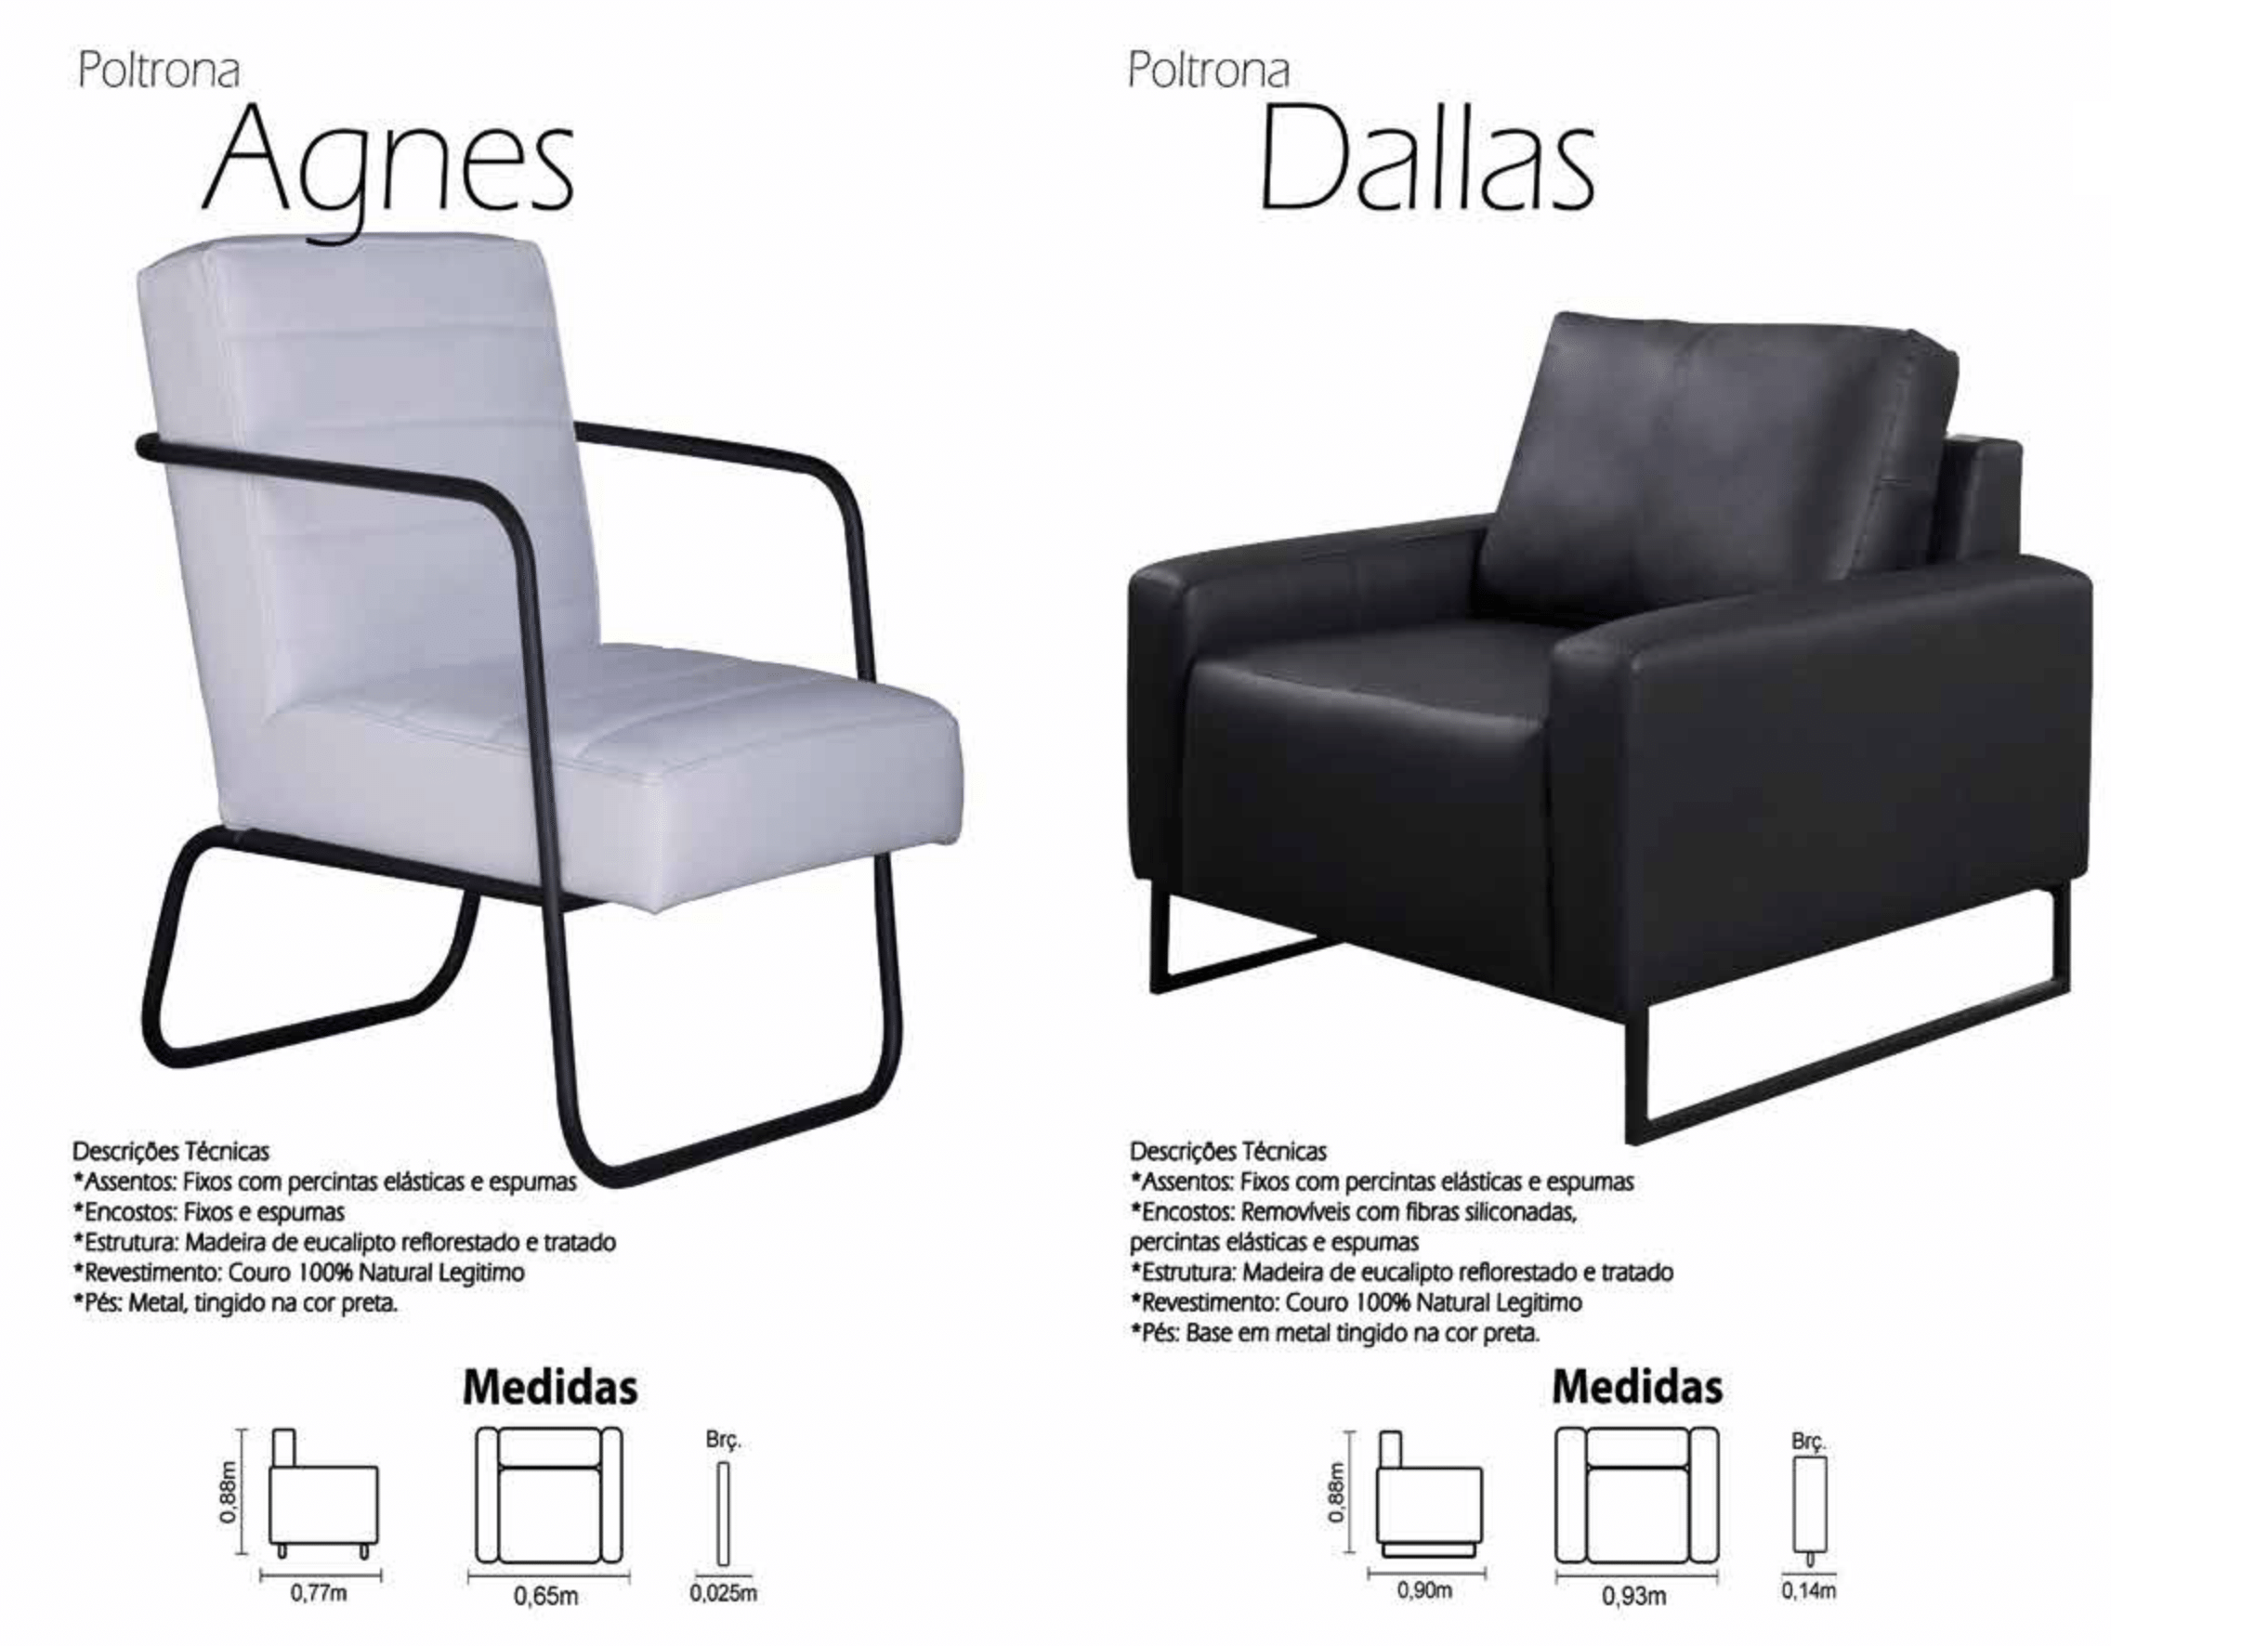 Poltrona
Agnes
Descrições Técnicas
*Assentos: Fixos com percintas elásticas e espumas
*Encostos: Fixos e espumas
*Estrutura: Madeira de eucalipto reflorestado e tratado
*Revestimento: Couro 100% Natural Legitimo
*Pés: Metal, tingido na cor preta.
Medidas
0,88m
0,77m
0,65m
Brç.
0,025m
Poltrona
Dallas
Descrições Técnicas
*Assentos: Fixos com percintas elásticas e espumas
*Encostos: Removíveis com fibras siliconadas,
percintas elásticas e espumas
*Estrutura: Madeira de eucalipto reflorestado e tratado
*Revestimento: Couro 100% Natural Legitimo
*Pés: Base em metal tingido na cor preta.
Medidas
0,88m
0,90m
0,93m
Brç.
0,14m